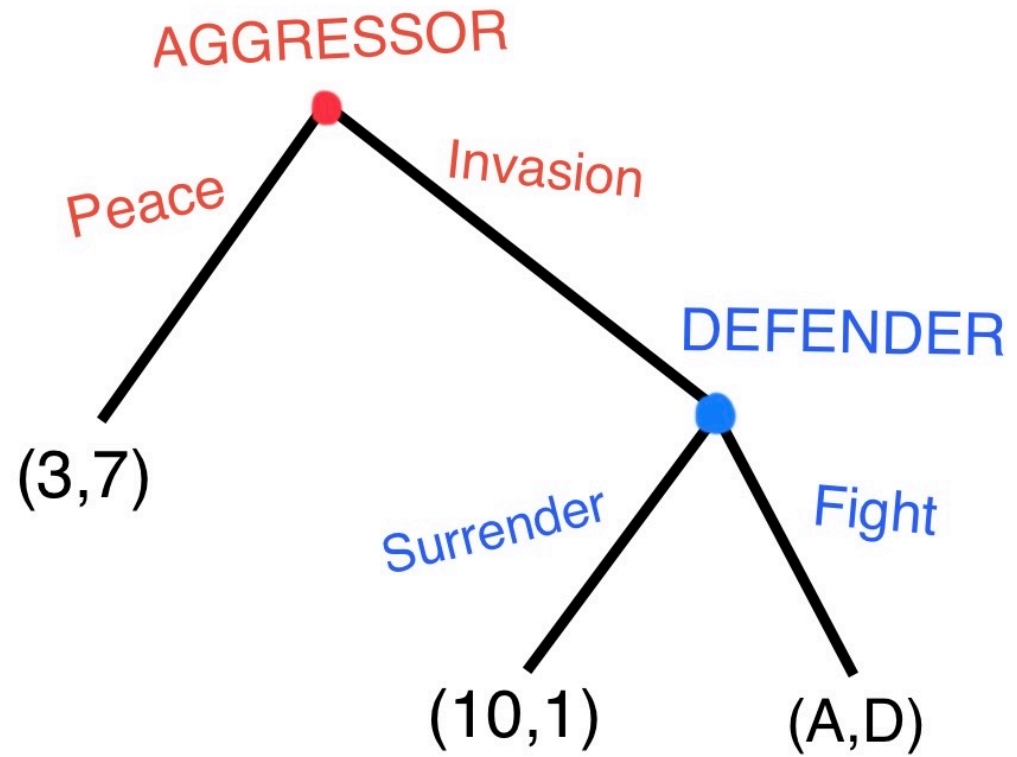 AGGRESSOR
Peace
Invasion
DEFENDER
(3,7)
Surrender
Fight
(10,1)
(A,D)